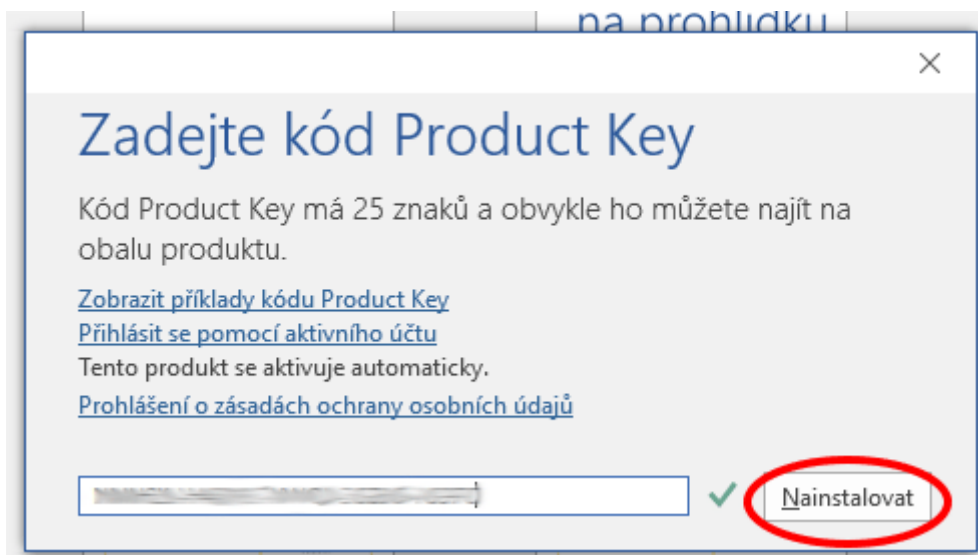 na prohlídku
Zadejte kód Product Key
Kód Product Key má 25 znaků a obvykle ho můžete najít na
obalu produktu.
Zobrazit příklady kódu Product Key
Přihlásit se pomocí aktivního účtu
Tento produkt se aktivuje automaticky.
Prohlášení o zásadách ochrany osobních údajů
Nainstalovat